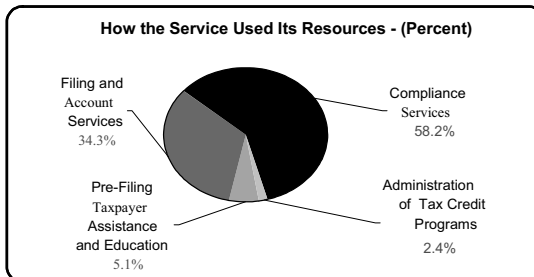 How the Service Used Its Resources - (Percent)
Filing and
Account
Services
34.3%
Compliance
Services
58.2%
Pre-Filing
Taxpayer
Assistance
and Education
5.1%
Administration
of Tax Credit
Programs
2.4%